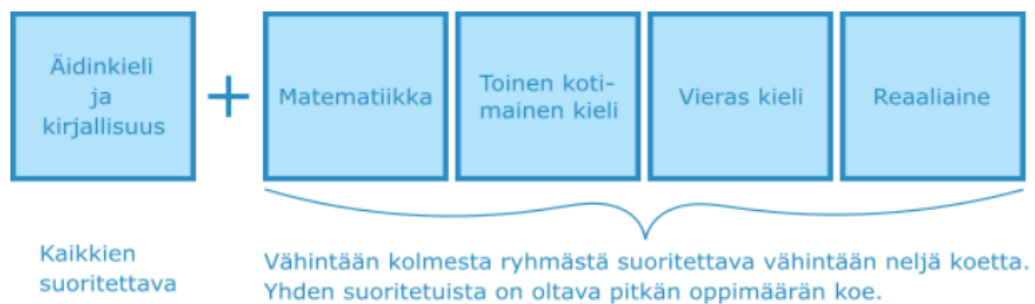 Äidinkieli
ja
kirjallisuus
+
Matematiikka
Toinen koti-
mainen kieli
Vieras kieli
Reaaliaine
Kaikkien
suoritettava
Vähintään kolmesta ryhmästä suoritettava vähintään neljä koetta.
Yhden suoritetuista on oltava pitkän oppimäärän koe.